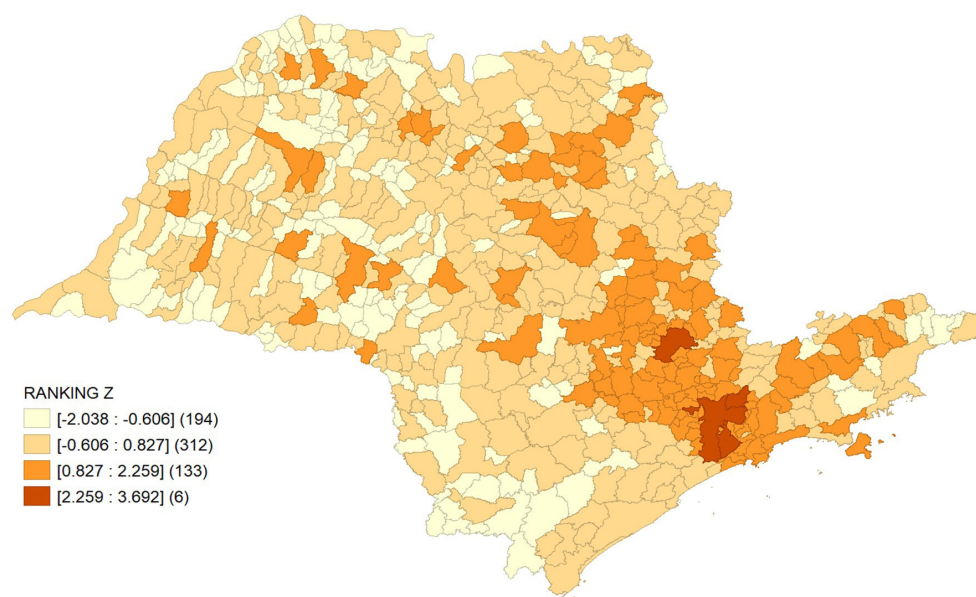 RANKING Z
[-2.038 : -0.606] (194)
[-0.606 : 0.827] (312)
[0.827 : 2.259] (133)
[2.259 : 3.692] (6)